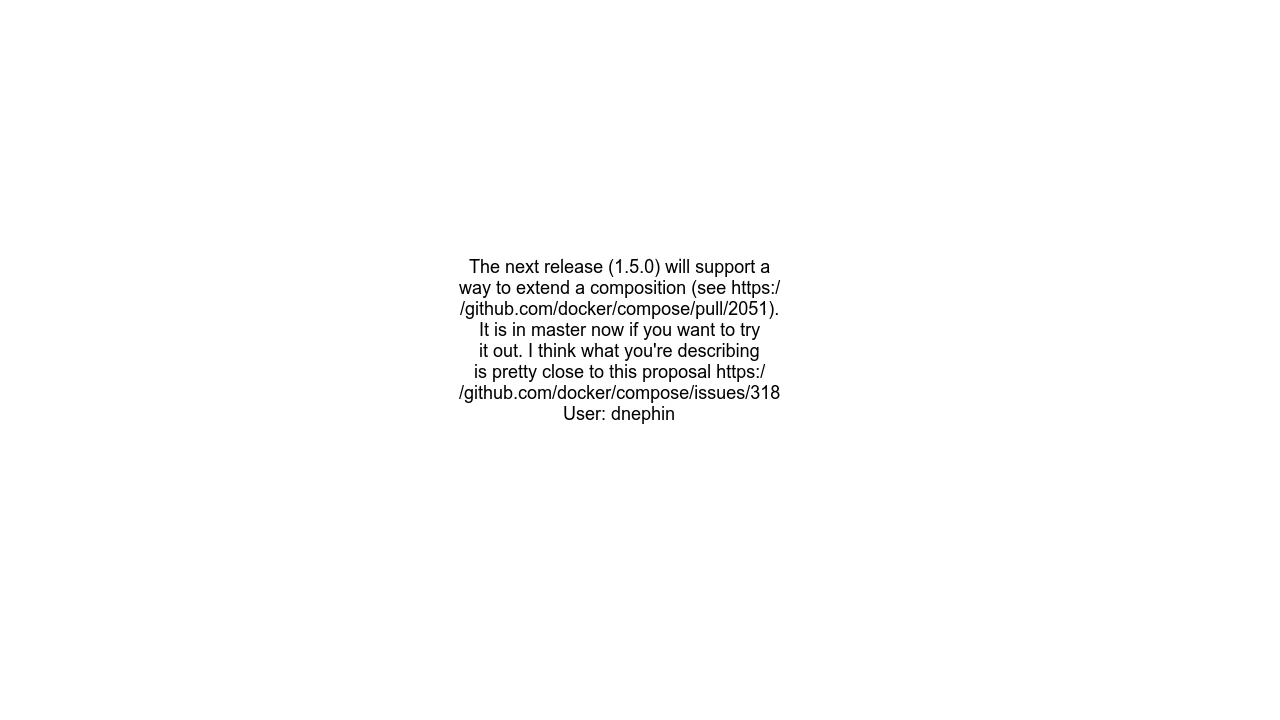 The next release (1.5.0) will support a
way to extend a composition (see https:/
/github.com/docker/compose/pull/2051).
It is in master now if you want to try
it out. I think what you're describing
is pretty close to this proposal https:/
/github.com/docker/compose/issues/318
User: dnephin